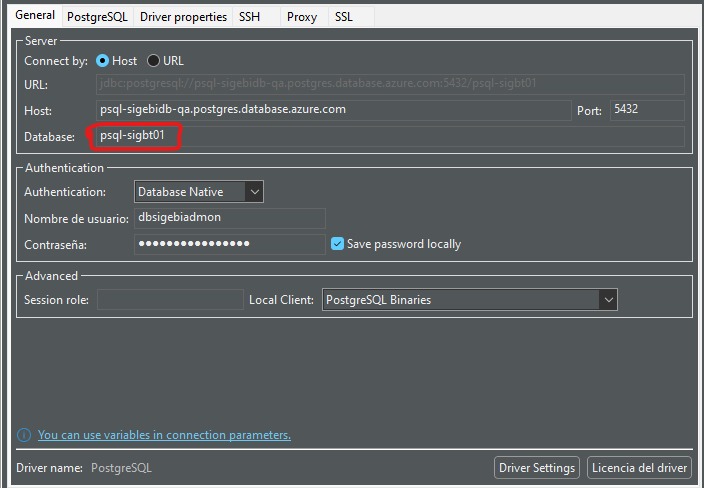 General PostgreSQL Driver properties SSH Proxy SSL
Server
Connect by: Host URL
URL: jdbc:postgresql://psql-sigebidb-qa.postgres.database.azure.com:5432/psql-sigbt01
Host: psql-sigebidb-qa.postgres.database.azure.com Port: 5432
Database: psql-sigbt01
Authentication
Authentication: Database Native
Nombre de usuario: dbsigebiadmon
Contraseña: ●●●●●●●●●●●●●●●● Save password locally
Advanced
Session role: Local Client: PostgreSQL Binaries
You can use variables in connection parameters.
Driver name: PostgreSQL Driver Settings Licencia del driver